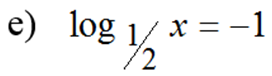 e) log 1/2 x = −1